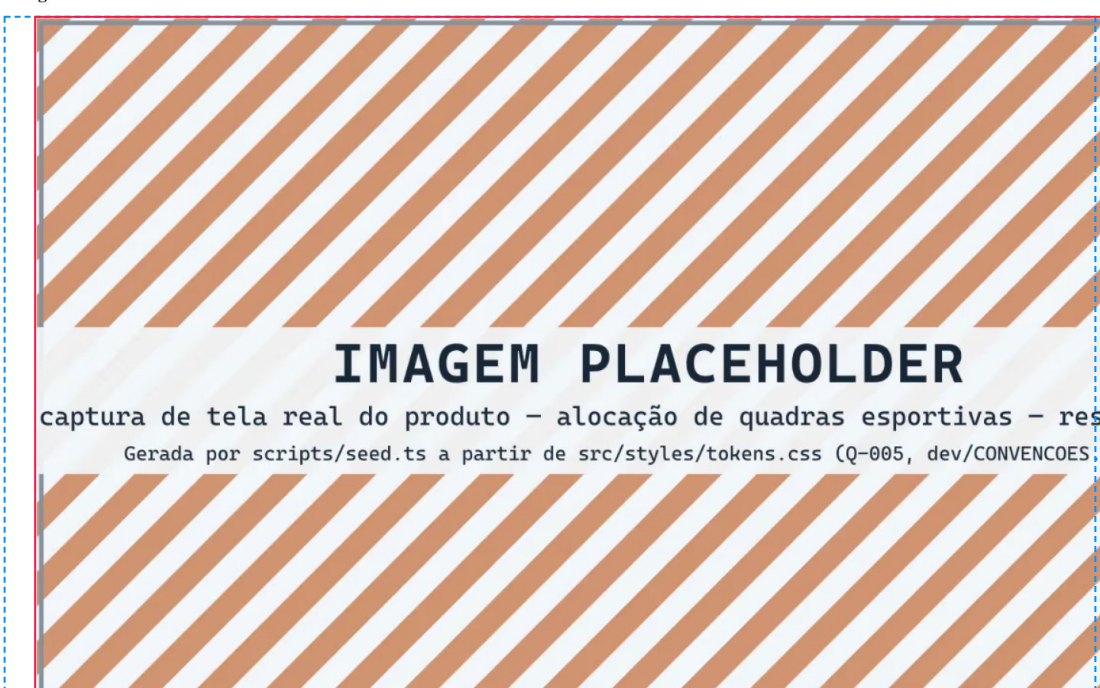 IMAGEM PLACEHOLDER
captura de tela real do produto — alocação de quadras esportivas — res
Gerada por scripts/seed.ts a partir de src/styles/tokens.css (Q-005, dev/CONVENCOES.